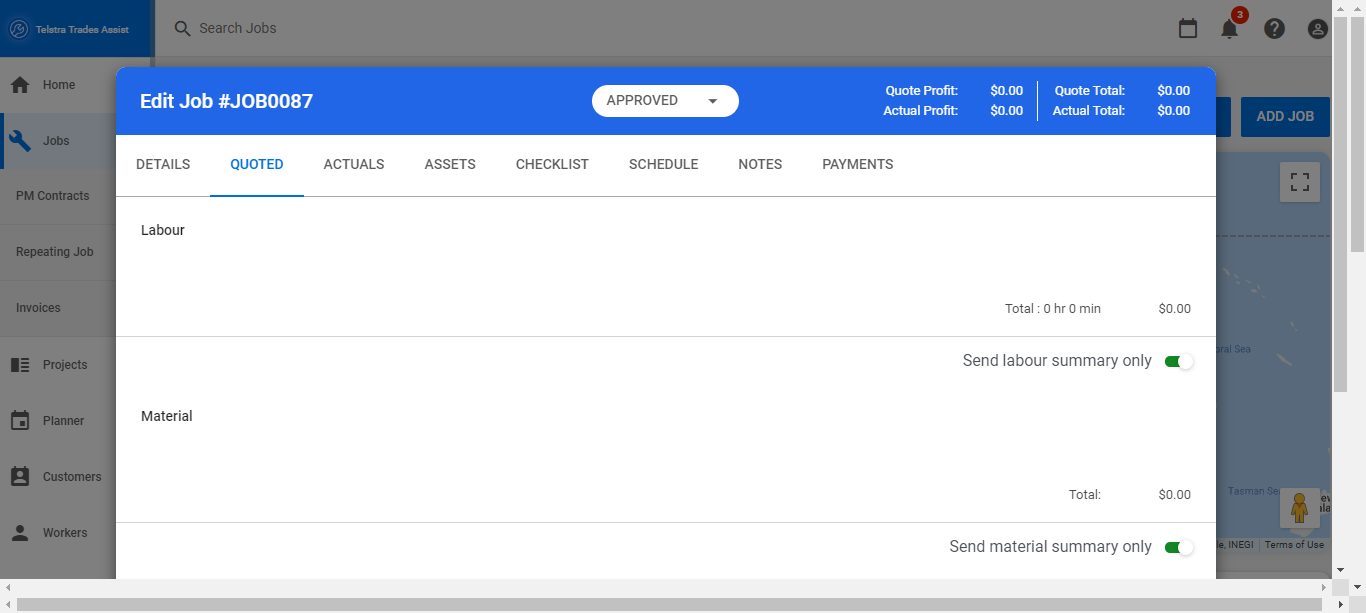 Telstra Trades Assist
Search Jobs
3
Home
Jobs
PM Contracts
Repeating Job
Invoices
Projects
Planner
Customers
Workers
Edit Job #JOB0087
APPROVED
Quote Profit: $0.00 Quote Total: $0.00
Actual Profit: $0.00 Actual Total: $0.00
ADD JOB
DETAILS QUOTED ACTUALS ASSETS CHECKLIST SCHEDULE NOTES PAYMENTS
Labour
Total : 0 hr 0 min $0.00
Send labour summary only
Material
Total: $0.00
Send material summary only
oral Sea
Tasman Se
INEGI Terms of Use